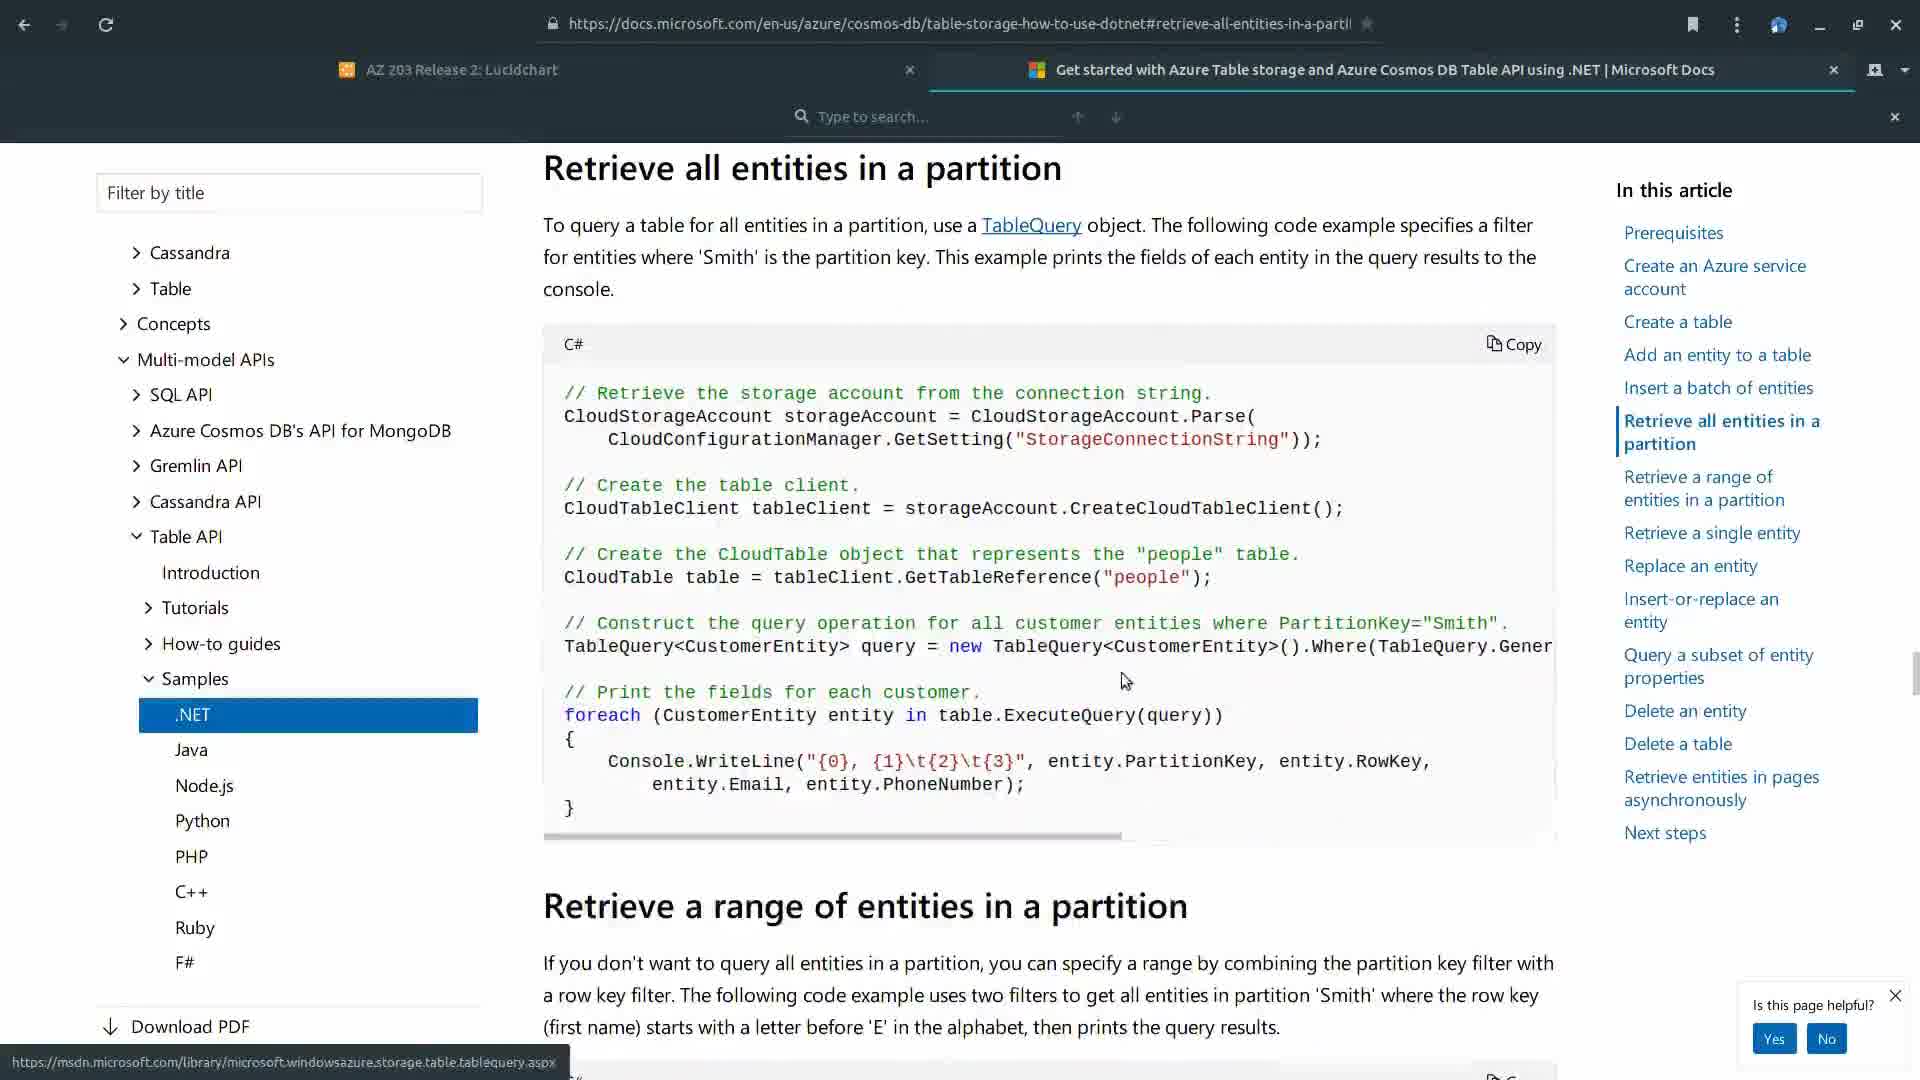 https://docs.microsoft.com/en-us/azure/cosmos-db/table-storage-how-to-use-dotnet#retrieve-all-entities-in-a-parti
AZ 203 Release 2: Lucidchart
Get started with Azure Table storage and Azure Cosmos DB Table API using .NET | Microsoft Docs
Type to search...
Filter by title
Cassandra
Table
Concepts
Multi-model APIs
SQL API
Azure Cosmos DB's API for MongoDB
Gremlin API
Cassandra API
Table API
Introduction
Tutorials
How-to guides
Samples
.NET
Java
Node.js
Python
PHP
C++
Ruby
F#
Download PDF
https://msdn.microsoft.com/library/microsoft.windowsazure.storage.table.tablequery.aspx
Retrieve all entities in a partition
To query a table for all entities in a partition, use a TableQuery object. The following code example specifies a filter
for entities where 'Smith' is the partition key. This example prints the fields of each entity in the query results to the
console.
C#
Copy
// Retrieve the storage account from the connection string.
CloudStorageAccount storageAccount = CloudStorageAccount.Parse(
CloudConfigurationManager.GetSetting("StorageConnectionString"));
// Create the table client.
CloudTableClient tableClient = storageAccount.CreateCloudTableClient();
// Create the CloudTable object that represents the "people" table.
CloudTable table = tableClient.GetTableReference("people");
// Construct the query operation for all customer entities where PartitionKey="Smith".
TableQuery<CustomerEntity> query = new TableQuery<CustomerEntity>().Where(TableQuery.Gener
// Print the fields for each customer.
foreach (CustomerEntity entity in table.ExecuteQuery(query))
{
Console.WriteLine("{0}, {1}\t{2}\t{3}", entity.PartitionKey, entity.RowKey,
entity.Email, entity.PhoneNumber);
}
Retrieve a range of entities in a partition
If you don't want to query all entities in a partition, you can specify a range by combining the partition key filter with
a row key filter. The following code example uses two filters to get all entities in partition 'Smith' where the row key
(first name) starts with a letter before 'E' in the alphabet, then prints the query results.
In this article
Prerequisites
Create an Azure service
account
Create a table
Add an entity to a table
Insert a batch of entities
Retrieve all entities in a
partition
Retrieve a range of
entities in a partition
Retrieve a single entity
Replace an entity
Insert-or-replace an
entity
Query a subset of entity
properties
Delete an entity
Delete a table
Retrieve entities in pages
asynchronously
Next steps
Is this page helpful?
Yes
No